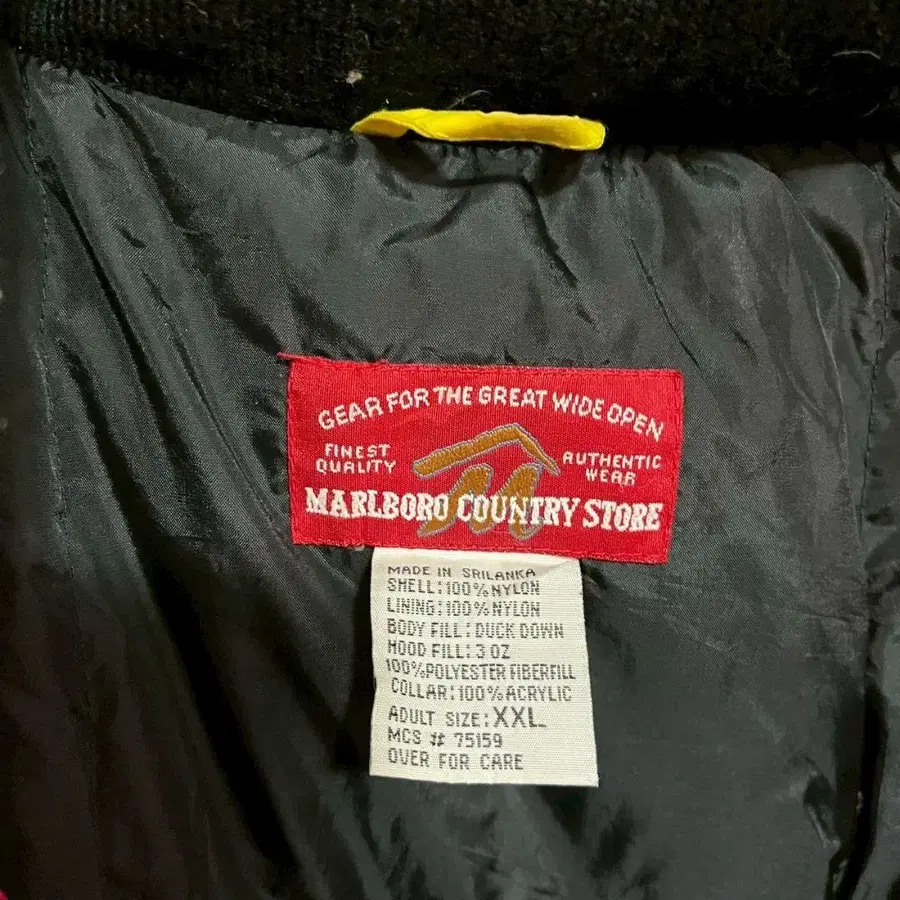 GEAR FOR THE GREAT WIDE OPEN
FINEST QUALITY
AUTHENTIC WEAR
M
MARLBORO COUNTRY STORE
MADE IN SRILANKA
SHELL:100%NYLON
LINING:100%NYLON
BODY FILL:DUCK DOWN
HOOD FILL:3 OZ
100%POLYESTER FIBERFILL
COLLAR:100%ACRYLIC
ADULT SIZE:XXL
MCS # 75159
OVER FOR CARE